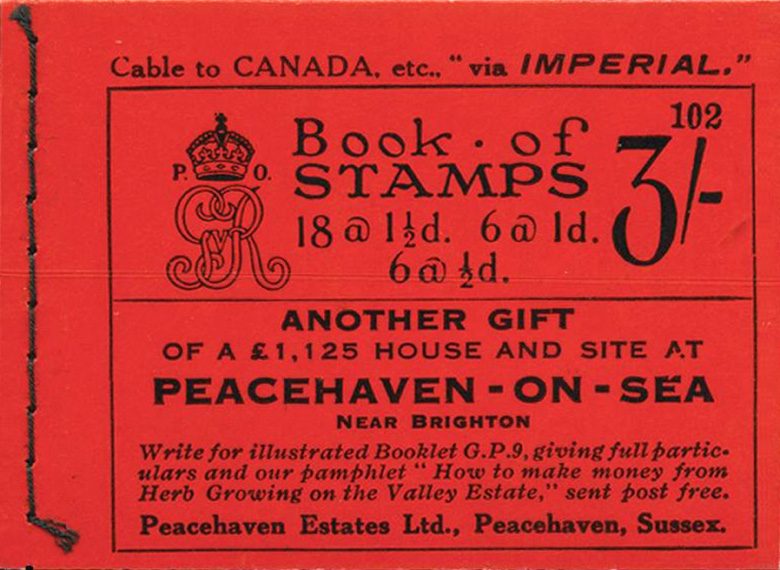 Cable to CANADA, etc., "via IMPERIAL."
102
P. O.
GvR
Book · of
STAMPS
3/-
18 @ 1½d. 6 @ 1d.
6 @ ½d.
ANOTHER GIFT
OF A £1,125 HOUSE AND SITE AT
PEACEHAVEN-ON-SEA
NEAR BRIGHTON
Write for illustrated Booklet G.P.9, giving full partic-
ulars and our pamphlet "How to make money from
Herb Growing on the Valley Estate," sent post free.
Peacehaven Estates Ltd., Peacehaven, Sussex.